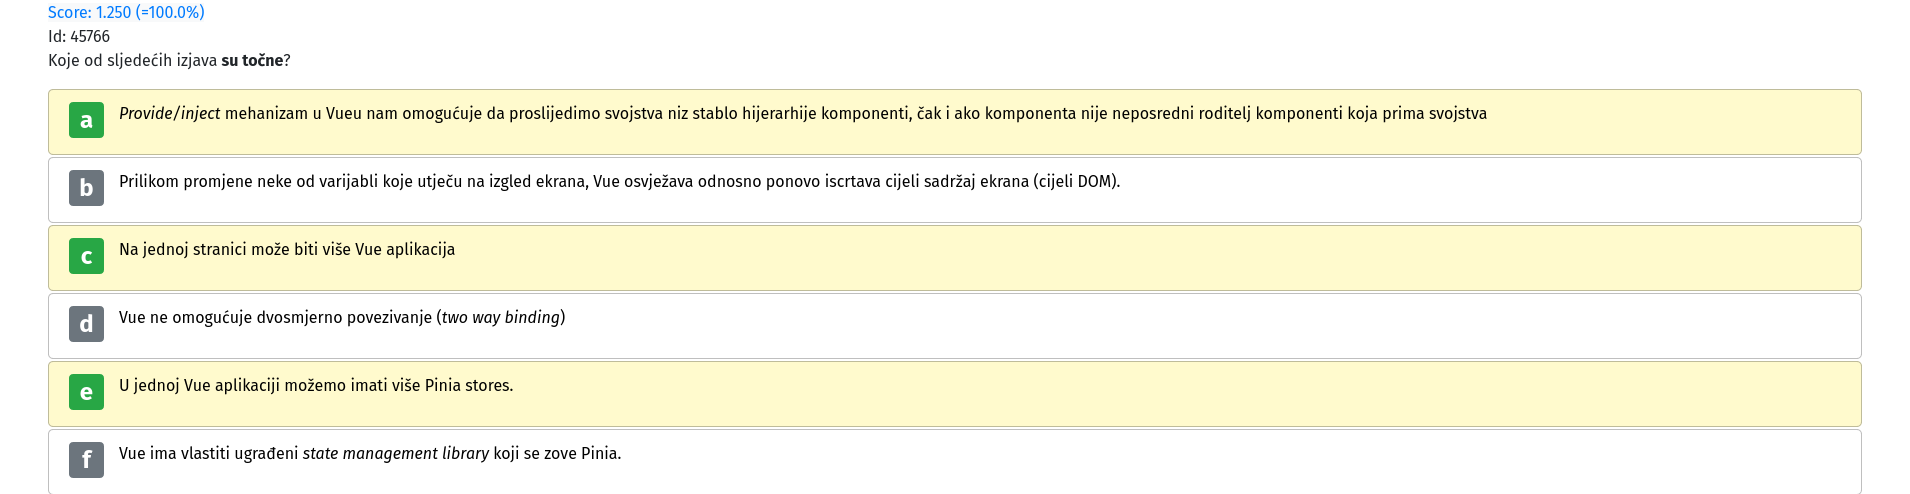 Score: 1.250 (=100.0%)
Id: 45766
Koje od sljedećih izjava su točne?
a Provide/inject mehanizam u Vueu nam omogućuje da proslijedimo svojstva niz stablo hijerarhije komponenti, čak i ako komponenta nije neposredni roditelj komponenti koja prima svojstva
b Prilikom promjene neke od varijabli koje utječu na izgled ekrana, Vue osvježava odnosno ponovo iscrtava cijeli sadržaj ekrana (cijeli DOM).
c Na jednoj stranici može biti više Vue aplikacija
d Vue ne omogućuje dvosmjerno povezivanje (two way binding)
e U jednoj Vue aplikaciji možemo imati više Pinia stores.
f Vue ima vlastiti ugrađeni state management library koji se zove Pinia.